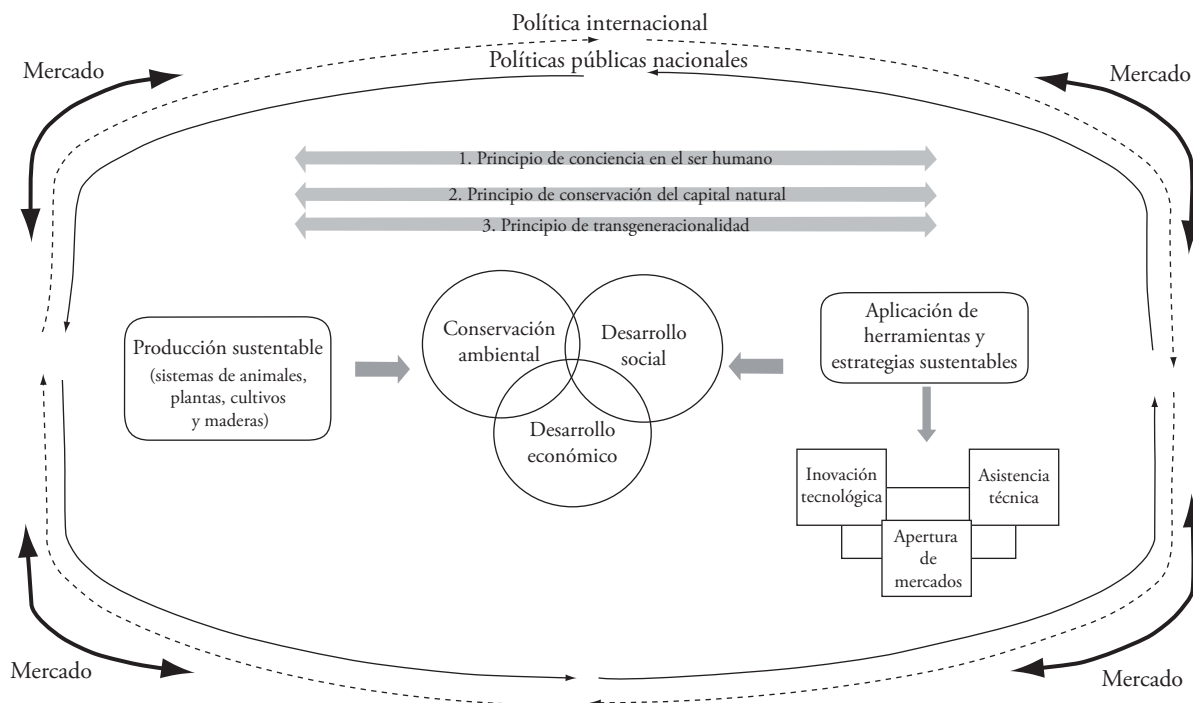 Política internacional
Políticas públicas nacionales
Mercado
Mercado
1. Principio de conciencia en el ser humano
2. Principio de conservación del capital natural
3. Principio de transgeneracionalidad
Producción sustentable
(sistemas de animales,
plantas, cultivos
y maderas)
Conservación
ambiental
Desarrollo
social
Desarrollo
económico
Aplicación de
herramientas y
estrategias sustentables
Inovación
tecnológica
Asistencia
técnica
Apertura
de
mercados
Mercado
Mercado